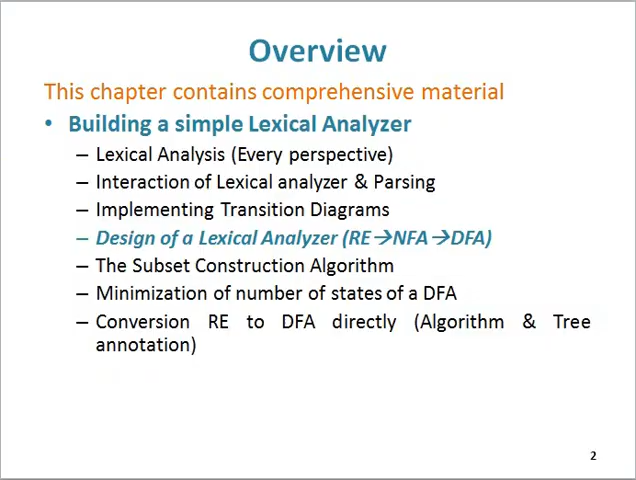 Overview
This chapter contains comprehensive material
• Building a simple Lexical Analyzer
– Lexical Analysis (Every perspective)
– Interaction of Lexical analyzer & Parsing
– Implementing Transition Diagrams
– Design of a Lexical Analyzer (RE→NFA→DFA)
– The Subset Construction Algorithm
– Minimization of number of states of a DFA
– Conversion RE to DFA directly (Algorithm & Tree
annotation)
2